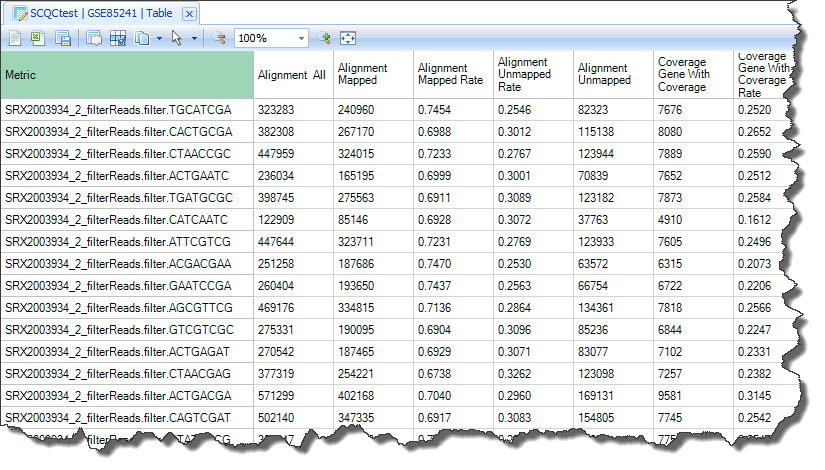 SCQCtest | GSE85241 | Table
100%
Metric Alignment All Alignment Mapped Alignment Mapped Rate Alignment Unmapped Rate Alignment Unmapped Coverage Gene With Coverage Coverage Gene With Coverage Rate
SRX2003934_2_filterReads.filter.TGCATCGA 323283 240960 0.7454 0.2546 82323 7676 0.2520
SRX2003934_2_filterReads.filter.CACTGCGA 382308 267170 0.6988 0.3012 115138 8080 0.2652
SRX2003934_2_filterReads.filter.CTAACCGC 447959 324015 0.7233 0.2767 123944 7889 0.2590
SRX2003934_2_filterReads.filter.ACTGAATC 236034 165195 0.6999 0.3001 70839 7652 0.2512
SRX2003934_2_filterReads.filter.TGATGCGC 398745 275563 0.6911 0.3089 123182 7873 0.2584
SRX2003934_2_filterReads.filter.CATCAATC 122909 85146 0.6928 0.3072 37763 4910 0.1612
SRX2003934_2_filterReads.filter.ATTCGTCG 447644 323711 0.7231 0.2769 123933 7605 0.2496
SRX2003934_2_filterReads.filter.ACGACGAA 251258 187686 0.7470 0.2530 63572 6315 0.2073
SRX2003934_2_filterReads.filter.GAATCCGA 260404 193650 0.7437 0.2563 66754 6722 0.2206
SRX2003934_2_filterReads.filter.AGCGTTCG 469176 334815 0.7136 0.2864 134361 7818 0.2566
SRX2003934_2_filterReads.filter.GTCGTCGC 275331 190095 0.6904 0.3096 85236 6844 0.2247
SRX2003934_2_filterReads.filter.ACTGAGAT 270542 187465 0.6929 0.3071 83077 7102 0.2331
SRX2003934_2_filterReads.filter.CTAACGAG 377319 254221 0.6738 0.3262 123098 7257 0.2382
SRX2003934_2_filterReads.filter.ACTGACGA 571299 402168 0.7040 0.2960 169131 9581 0.3145
SRX2003934_2_filterReads.filter.CAGTCGAT 502140 347335 0.6917 0.3083 154805 7745 0.2542